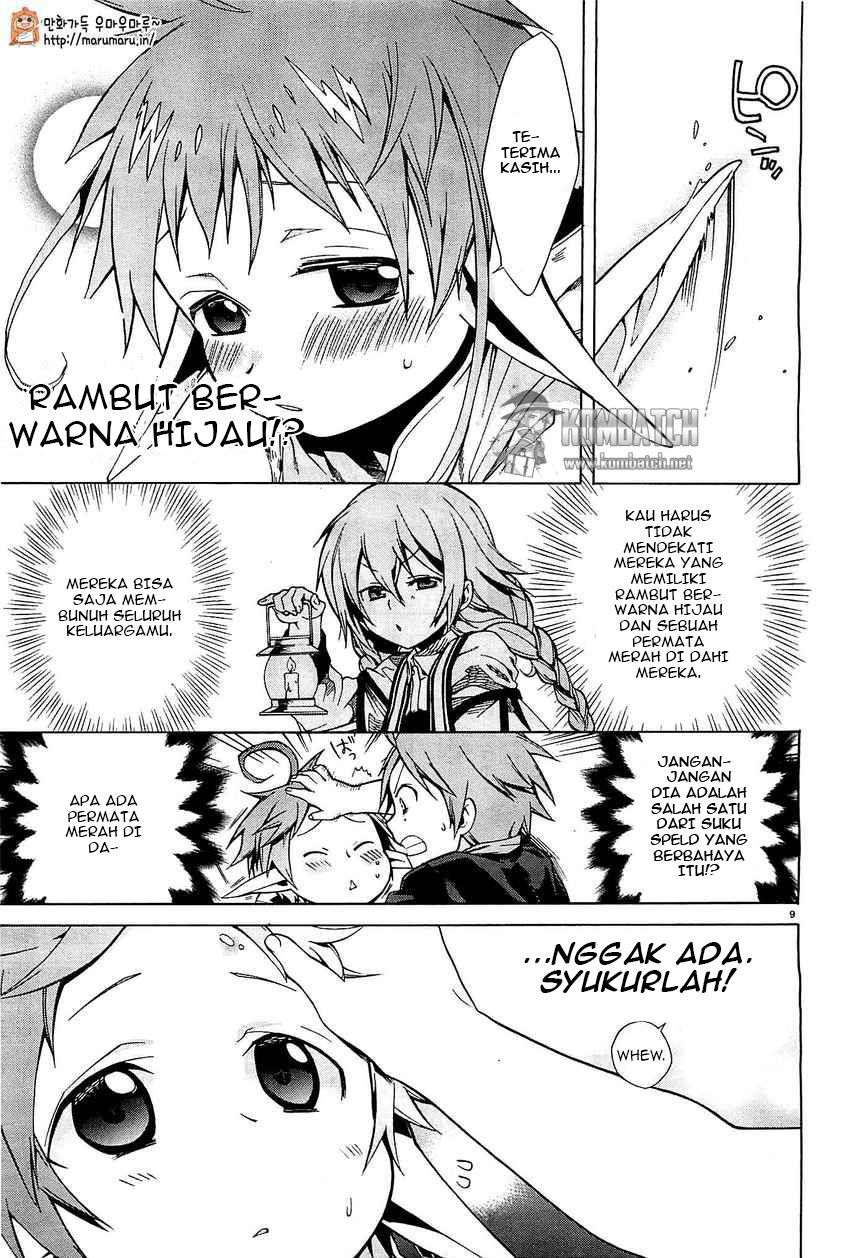 만화가득 우마우마루~
http://marumaru.in/
TE-
TERIMA
KASIH...
RAMBUT BER-
WARNA HIJAU!?
KOMBATCH
www.kombatch.net
KAU HARUS
TIDAK
MENDEKATI
MEREKA YANG
MEMILIKI
RAMBUT BER-
WARNA HIJAU
DAN SEBUAH
PERMATA
MERAH DI DAHI
MEREKA.
MEREKA BISA
SAJA MEM-
BUNUH SELURUH
KELUARGAMU.
JANGAN-
JANGAN
DIA ADALAH
SALAH SATU
DARI SUKU
SPELD YANG
BERBAHAYA
ITU!?
APA ADA
PERMATA
MERAH DI
DA-
9
...NGGAK ADA.
SYUKURLAH!
WHEW.